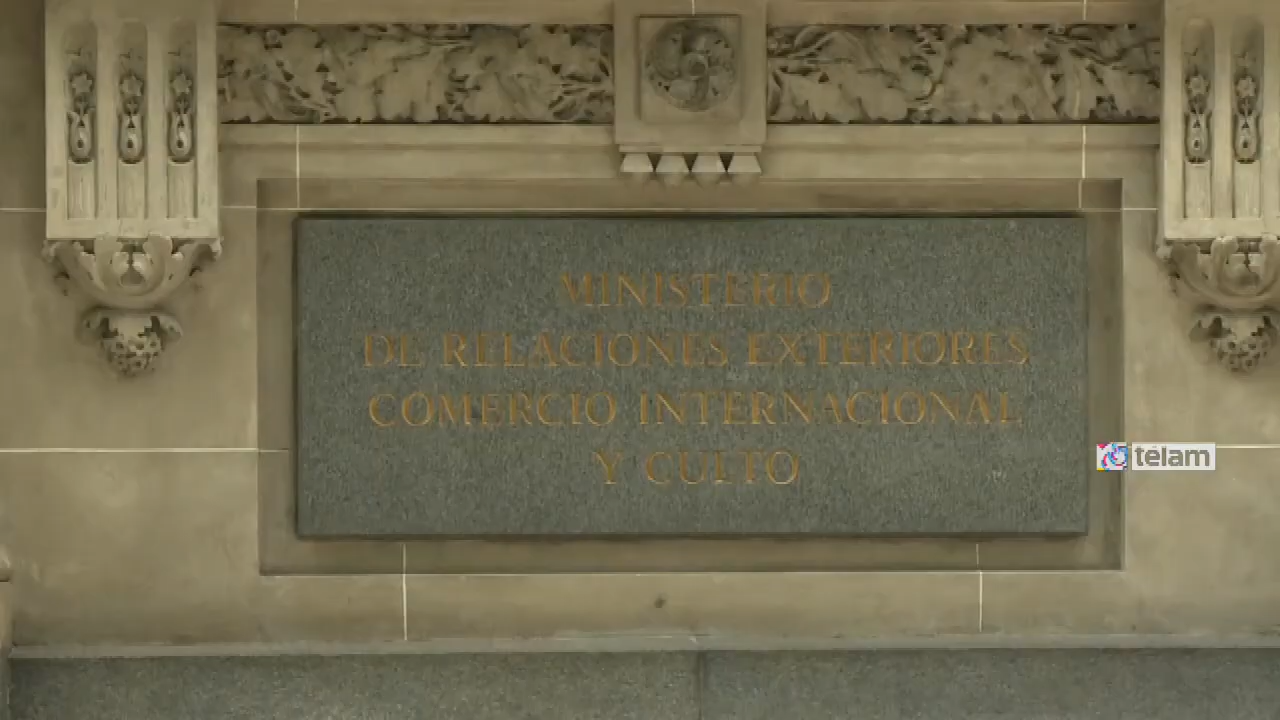 MINISTERIO
DE RELACIONES EXTERIORES
COMERCIO INTERNACIONAL
Y CULTO
télam